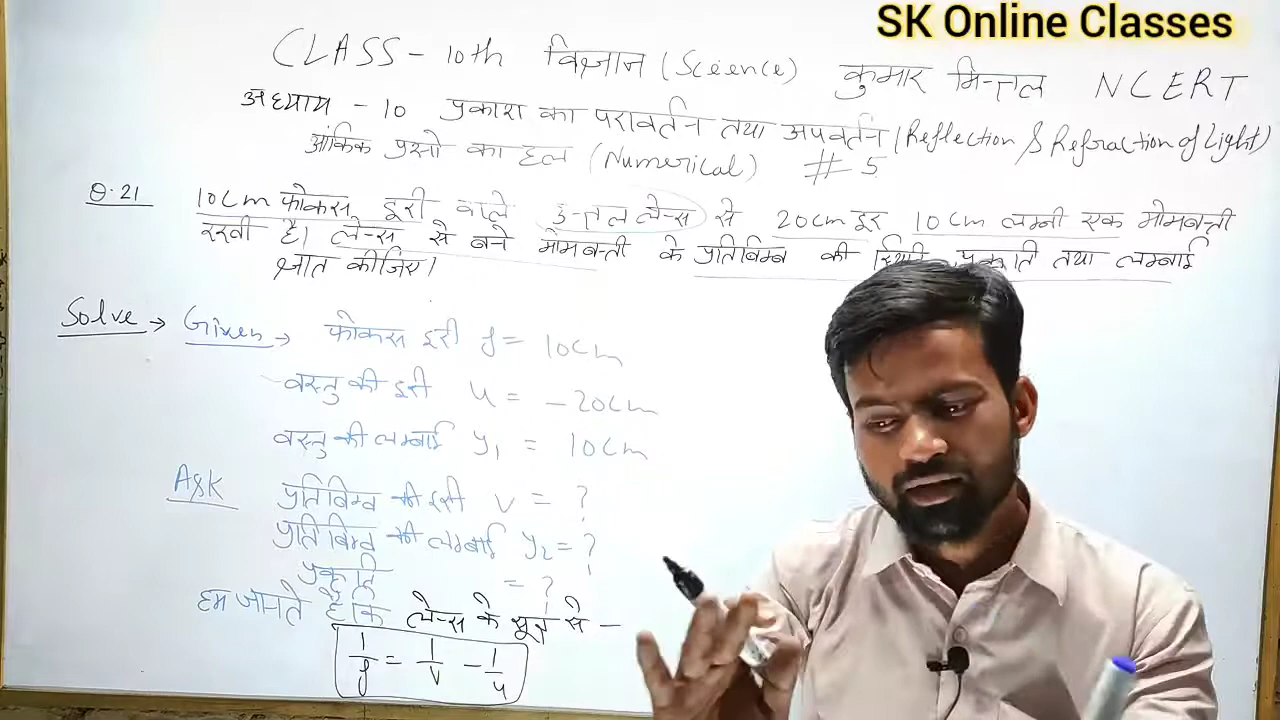 SK Online Classes
CLASS - 10th विज्ञान (Science) कुमार मित्तल NCERT
अध्याय - 10 प्रकाश का परावर्तन तथा अपवर्तन (Reflection & Refraction of Light)
आंकिक प्रश्नो का हल (Numerical) # 5
Q.21 10cm फोकस दूरी वाले उत्तल लेन्स से 20cm दूर 10cm लम्बी एक मोमबत्ती
रखी है। लेन्स से बने मोमबत्ती के प्रतिबिम्ब की स्थिति प्रकृति तथा लम्बाई
ज्ञात कीजिए।
Solve → Given → फोकस दूरी f = 10cm
वस्तु की दूरी u = -20cm
वस्तु की लम्बाई y₁ = 10cm
Ask प्रतिबिम्ब की दूरी v = ?
प्रतिबिम्ब की लम्बाई y₂ = ?
प्रकृति = ?
हम जानते है कि लेन्स के सूत्र से -
1/f = 1/v - 1/u